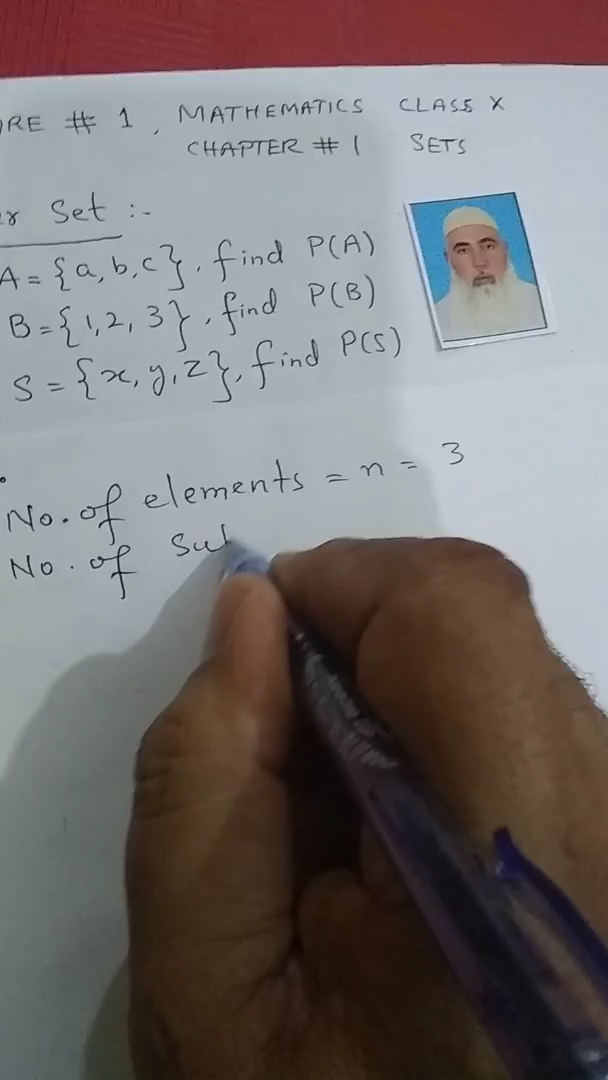 # 1, MATHEMATICS CLASS X
CHAPTER # 1 SETS
Set :-
A = {a, b, c}, find P(A)
B = {1, 2, 3}, find P(B)
S = {x, y, z}, find P(S)
No. of elements = n = 3
No. of sub